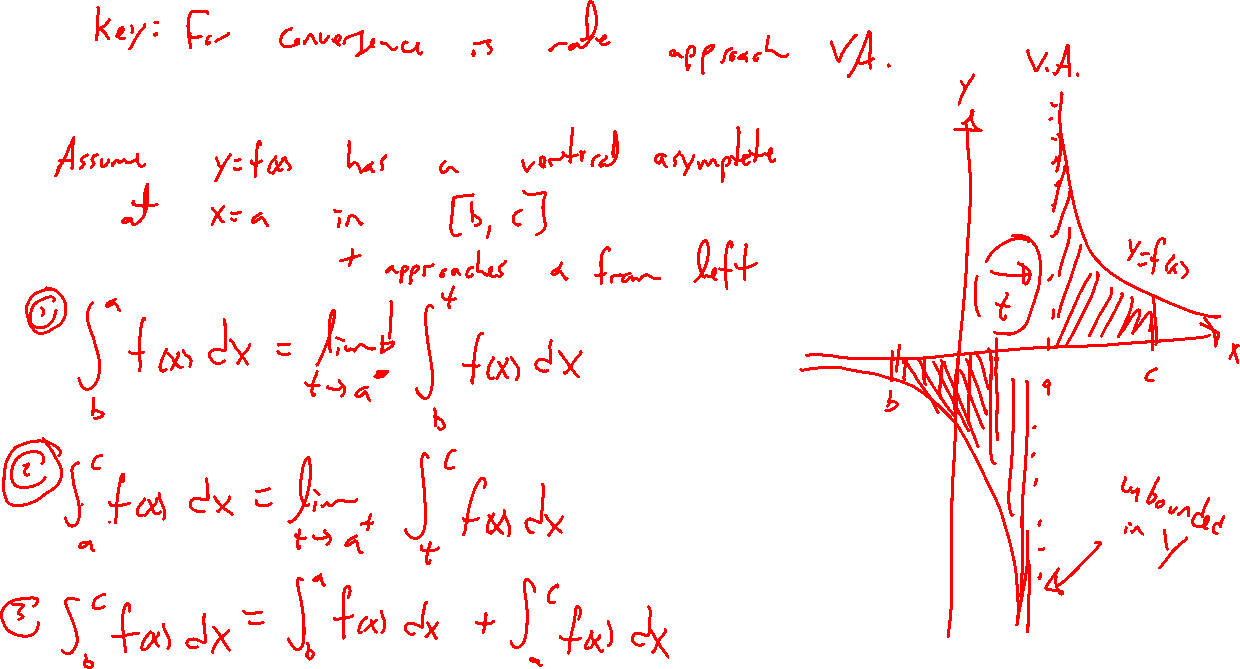 Key: For convergence is rate approach VA.
Assume y=f(x) has a vertical asymptote
at x=a in [b, c]
t approaches a from left
① ∫_b^a f(x) dx = lim_{t→a^-} ∫_b^t f(x) dx
② ∫_a^c f(x) dx = lim_{t→a^+} ∫_t^c f(x) dx
③ ∫_b^c f(x) dx = ∫_b^a f(x) dx + ∫_a^c f(x) dx
V.A.
y
y=f(x)
t
b
a
c
x
unbounded
in y